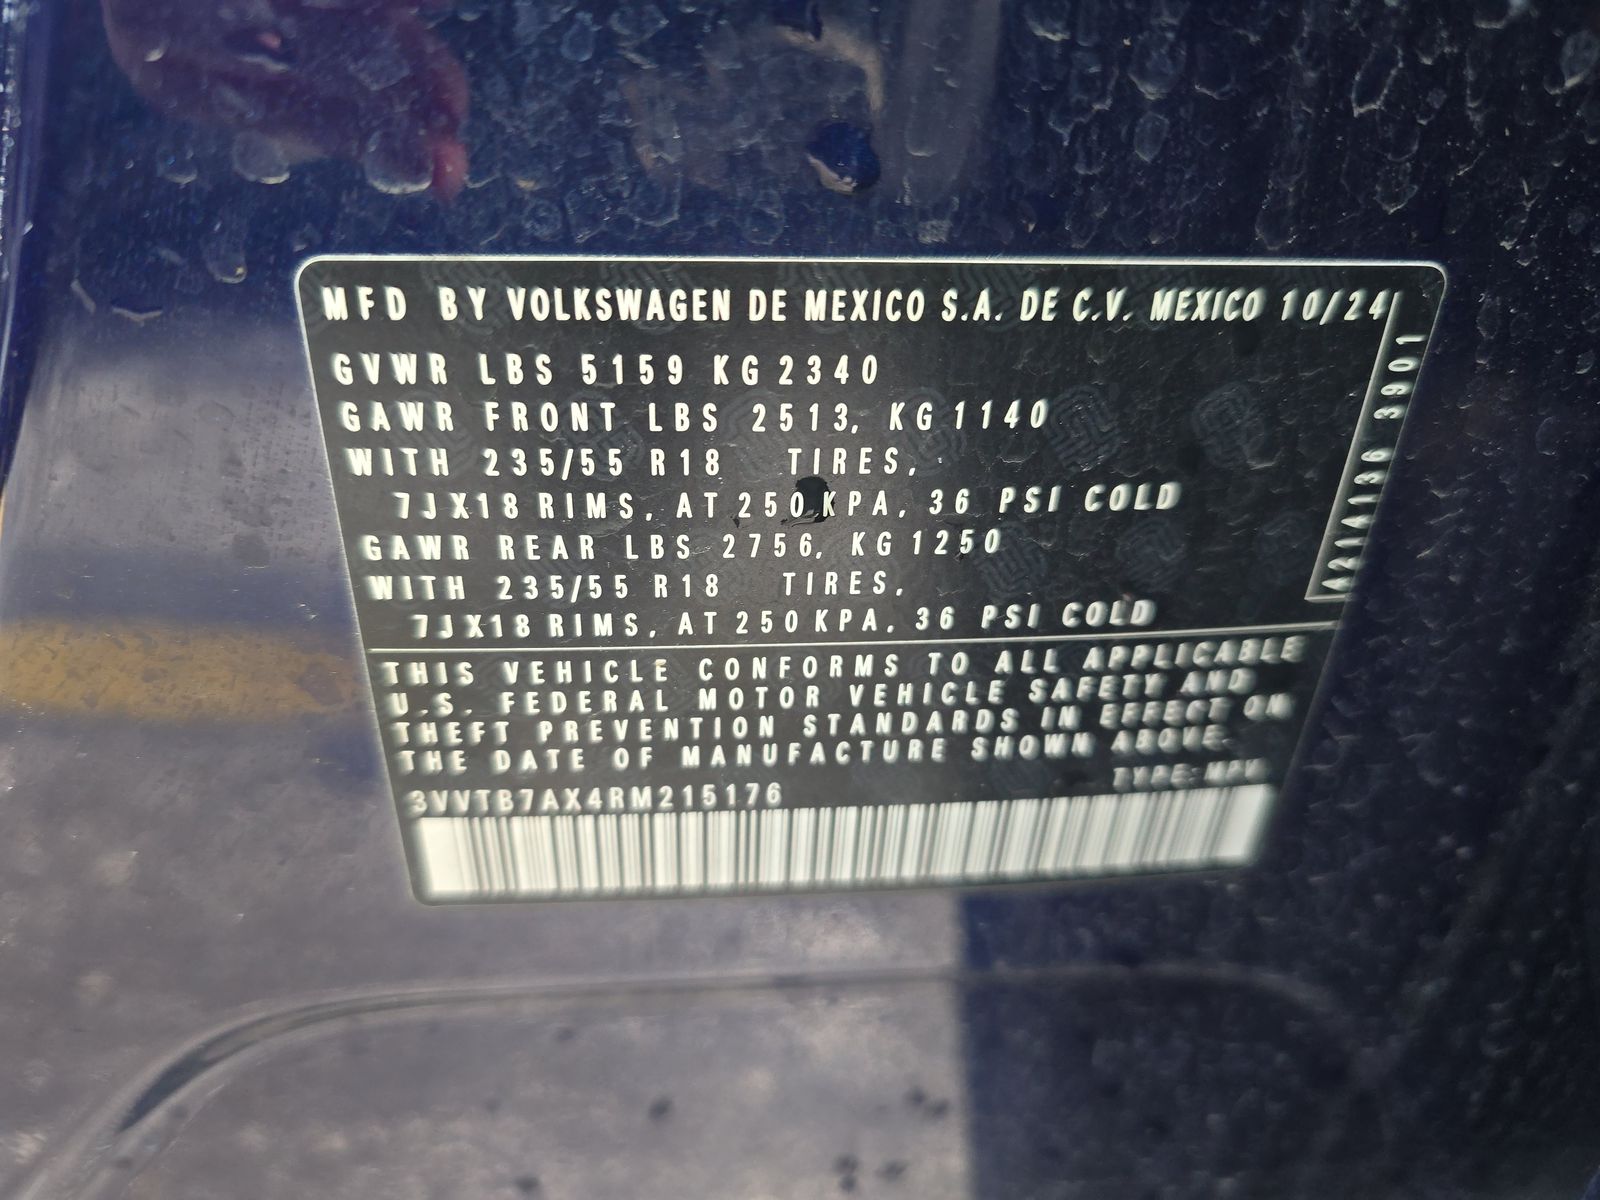 MFD BY VOLKSWAGEN DE MEXICO S.A. DE C.V. MEXICO 10/24
GVWR LBS 5159 KG 2340
GAWR FRONT LBS 2513, KG 1140
WITH 235/55 R18 TIRES,
7JX18 RIMS, AT 250 KPA, 36 PSI COLD
GAWR REAR LBS 2756, KG 1250
WITH 235/55 R18 TIRES,
7JX18 RIMS, AT 250 KPA, 36 PSI COLD
A214A136 3901
THIS VEHICLE CONFORMS TO ALL APPLICABLE
U.S. FEDERAL MOTOR VEHICLE SAFETY AND
THEFT PREVENTION STANDARDS IN EFFECT ON
THE DATE OF MANUFACTURE SHOWN ABOVE.
3VVTB7AX4RM215176 TYPE: MPV